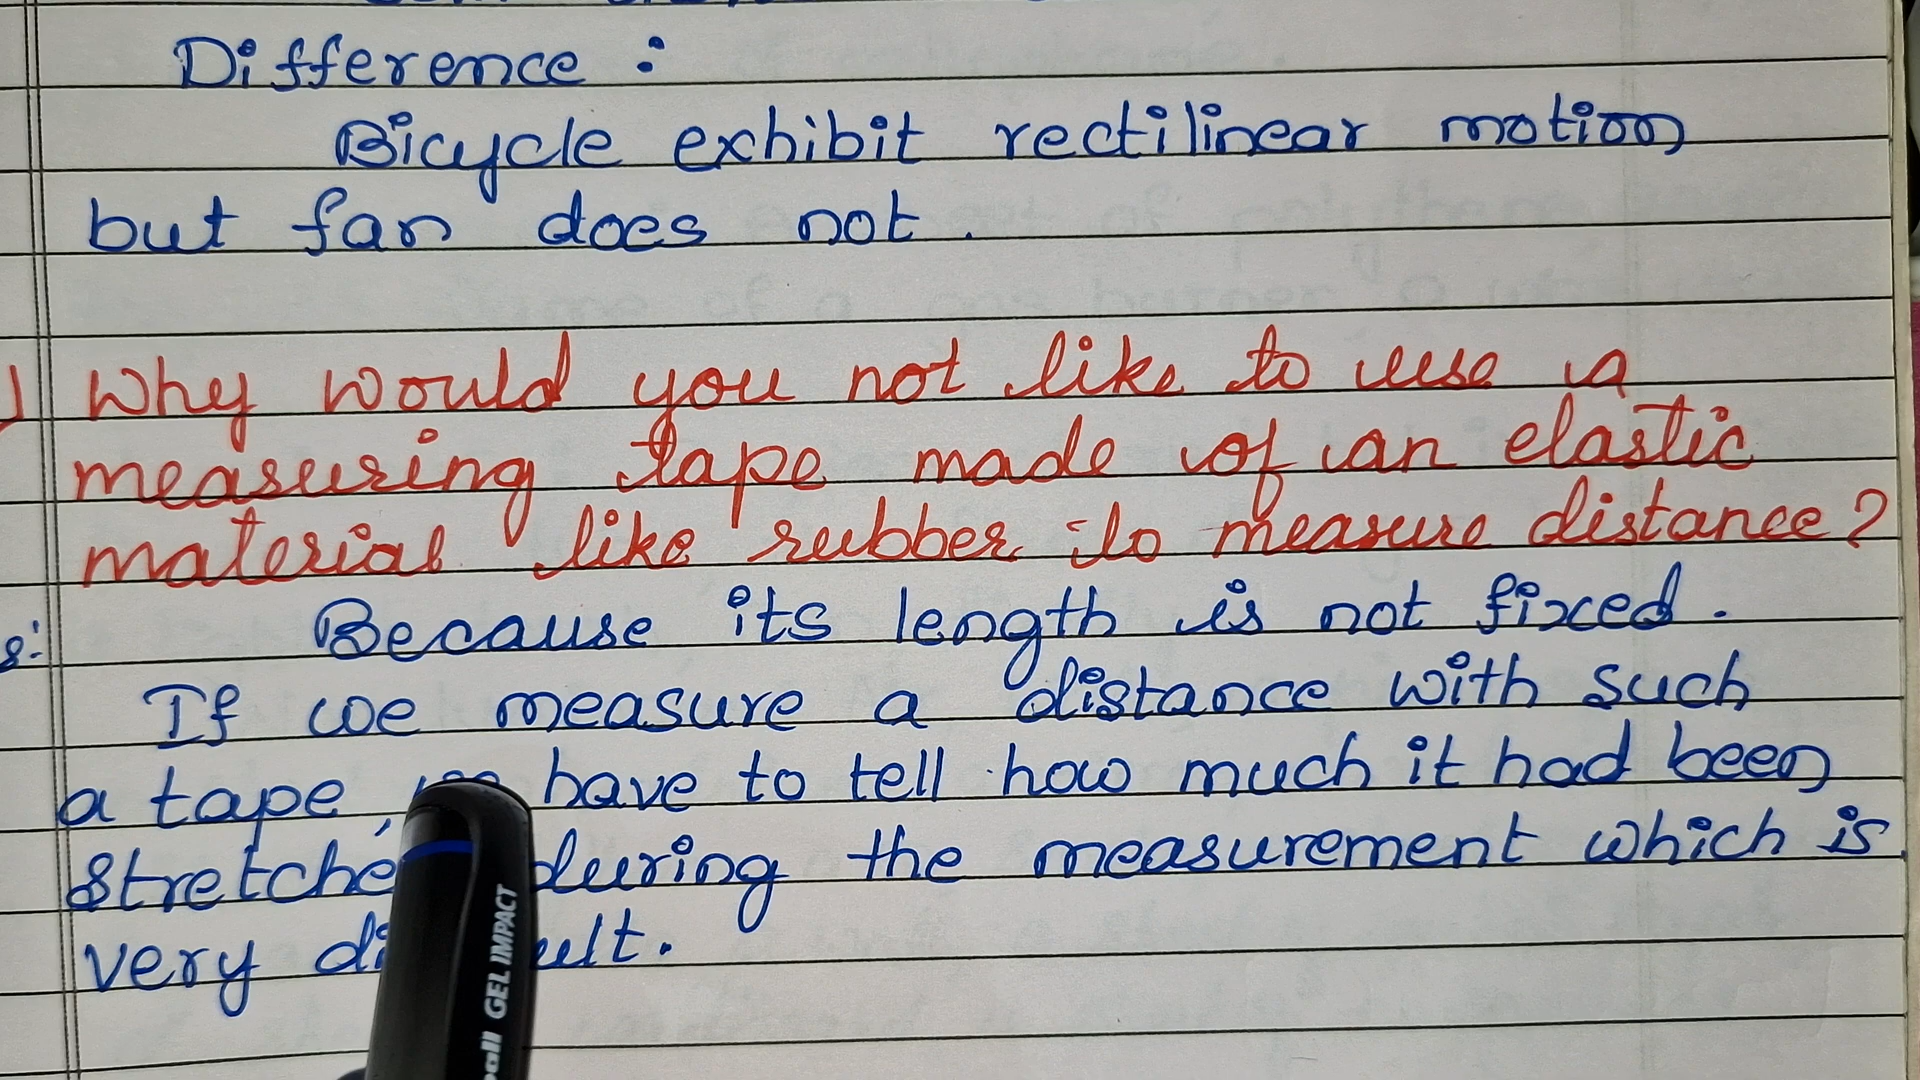 Difference :
Bicycle exhibit rectilinear motion
but fan does not.
Why would you not like to use a
measuring tape made of an elastic
material like rubber to measure distance?
Because its length is not fixed.
If we measure a distance with such
a tape, we have to tell how much it had been
stretche during the measurement which is
very
GEL IMPACT